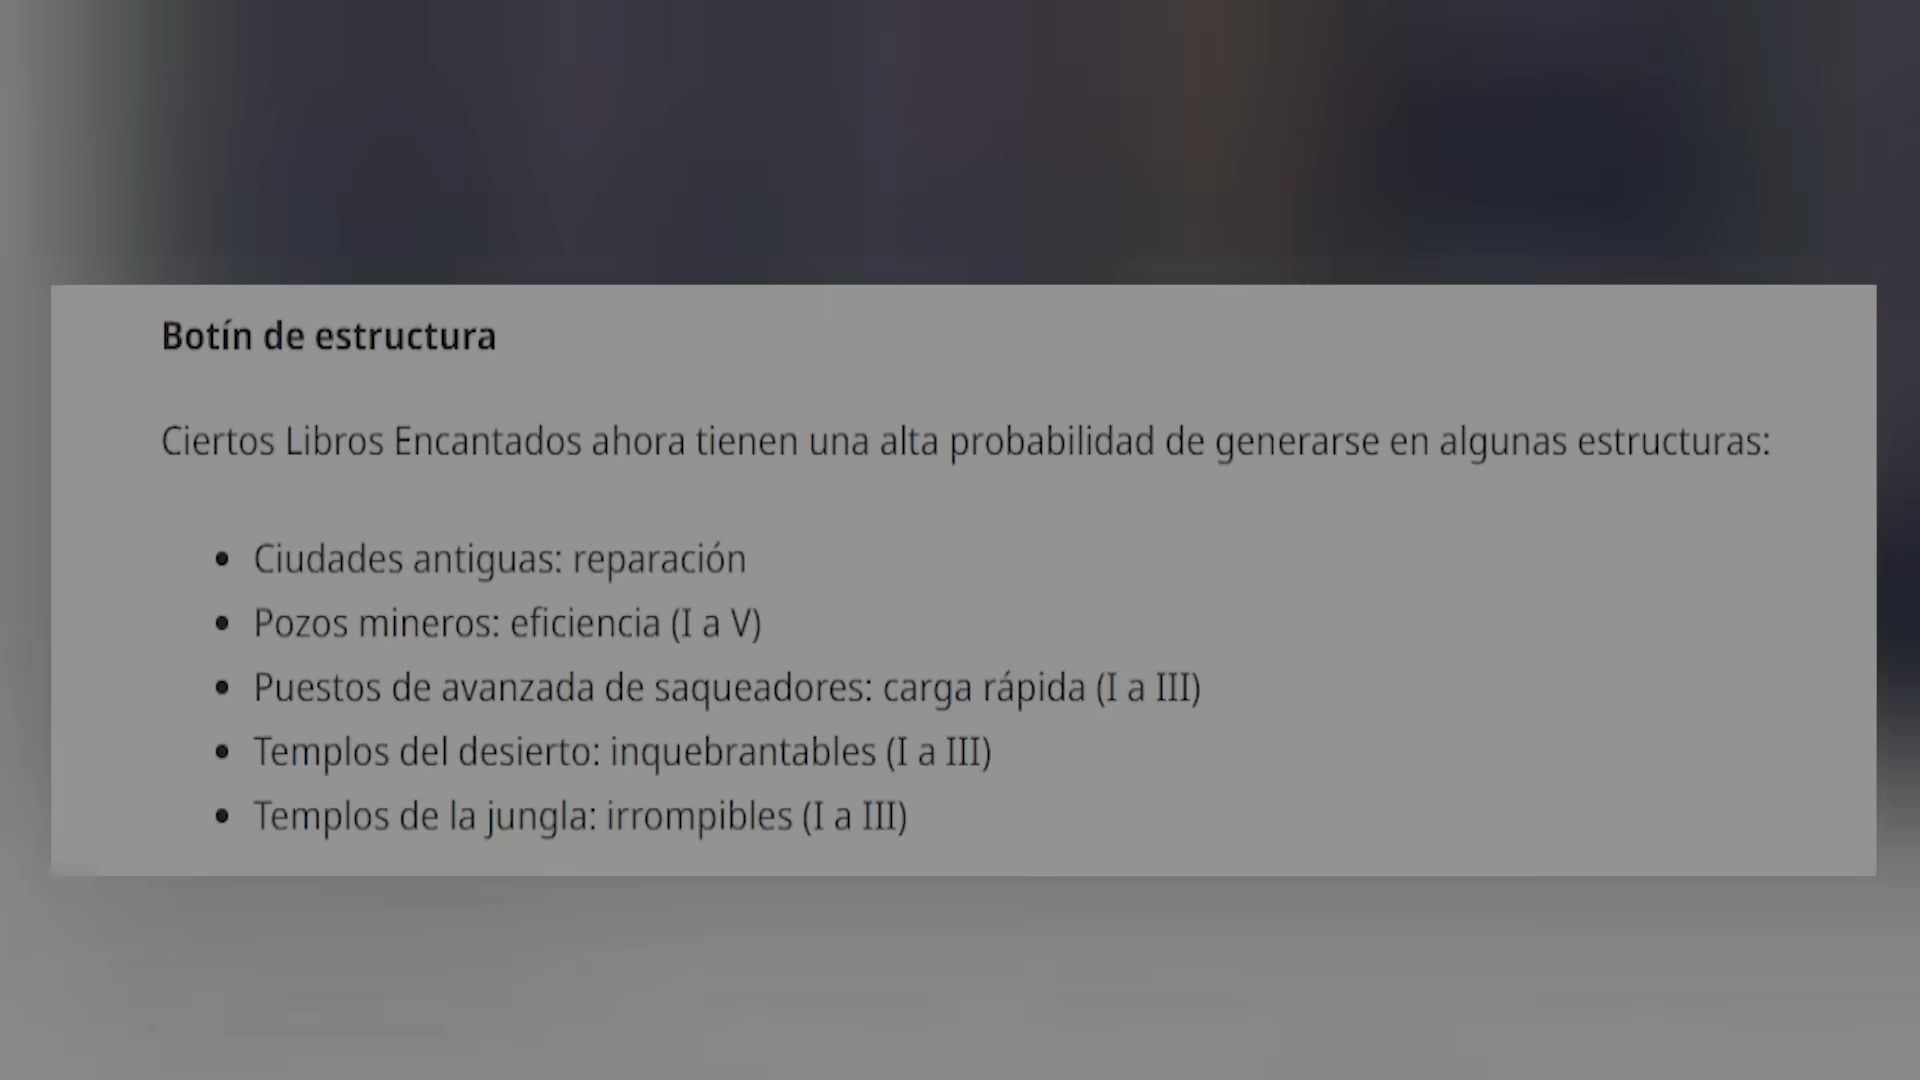 Botín de estructura
Ciertos Libros Encantados ahora tienen una alta probabilidad de generarse en algunas estructuras:
• Ciudades antiguas: reparación
• Pozos mineros: eficiencia (I a V)
• Puestos de avanzada de saqueadores: carga rápida (I a III)
• Templos del desierto: inquebrantables (I a III)
• Templos de la jungla: irrompibles (I a III)